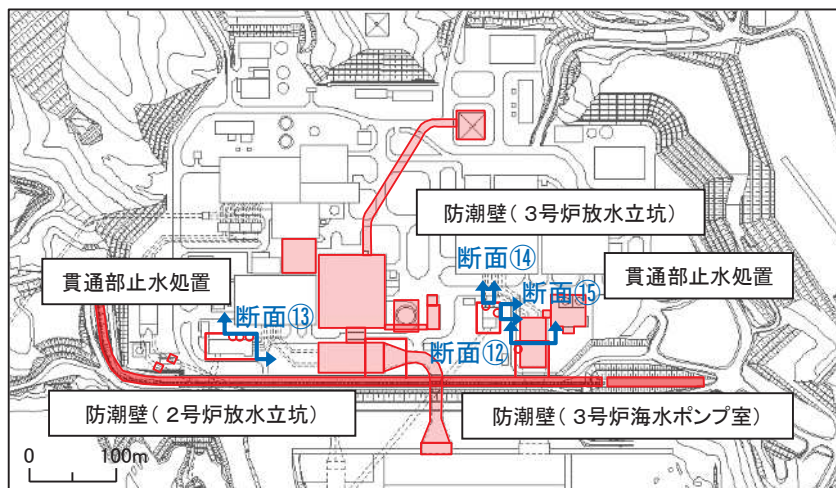 防潮壁(3号炉放水立坑)
断面⑭
貫通部止水処置
貫通部止水処置
断面⑮
断面⑬
断面⑫
防潮壁(2号炉放水立坑)
防潮壁(3号炉海水ポンプ室)
0 100m